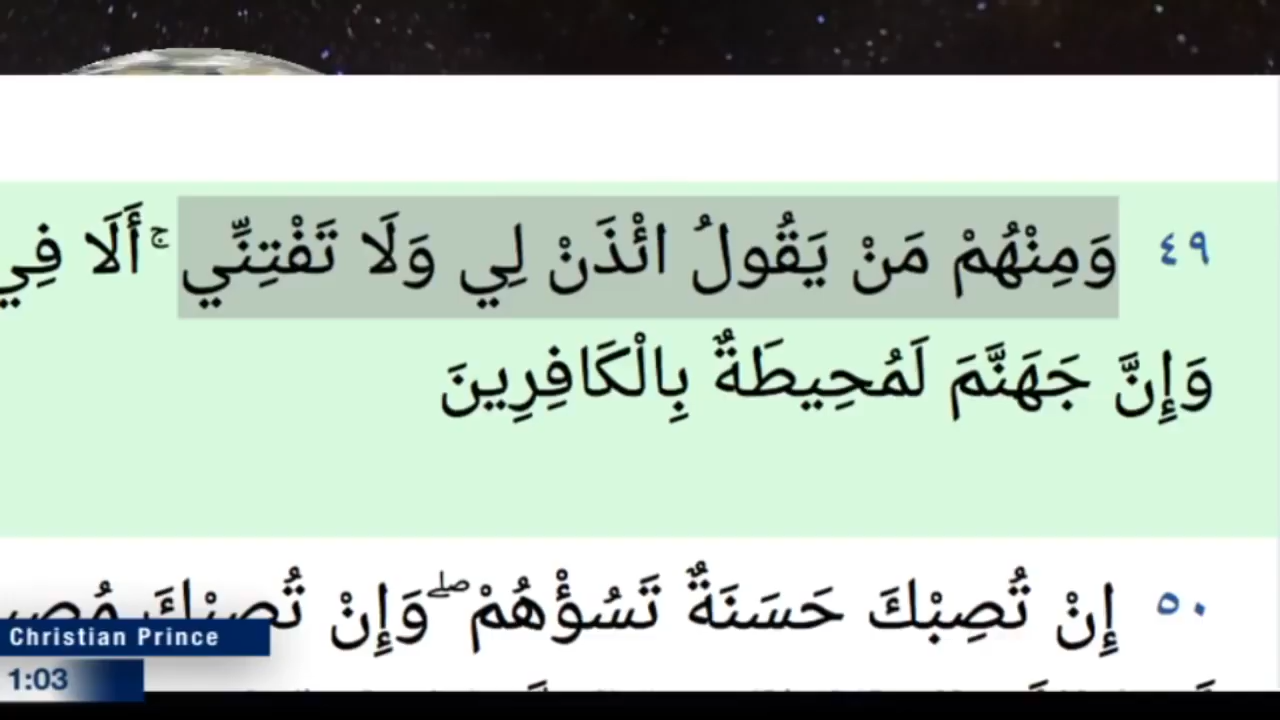 ٤٩ وَمِنْهُمْ مَنْ يَقُولُ ائْذَنْ لِي وَلَا تَفْتِنِّي ۚ أَلَا فِي
وَإِنَّ جَهَنَّمَ لَمُحِيطَةٌ بِالْكَافِرِينَ
٥٠ إِنْ تُصِبْكَ حَسَنَةٌ تَسُؤْهُمْ ۖ وَإِنْ تُصِبْكَ
Christian Prince
1:03